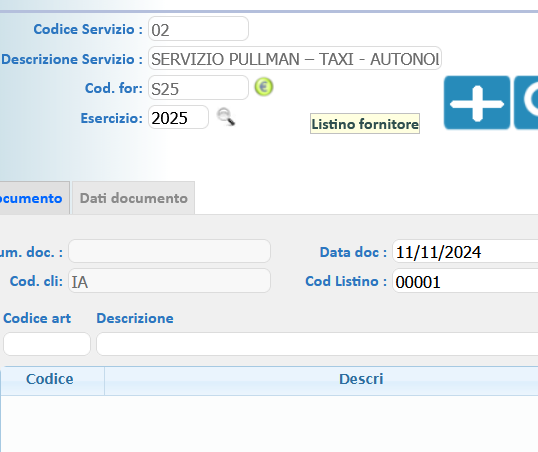 Codice Servizio : 02
Descrizione Servizio : SERVIZIO PULLMAN – TAXI - AUTONOI
Cod. for: S25
Esercizio: 2025
Listino fornitore
ocumento Dati documento
um. doc. : Data doc : 11/11/2024
Cod. cli: IA Cod Listino : 00001
Codice art Descrizione
Codice Descri